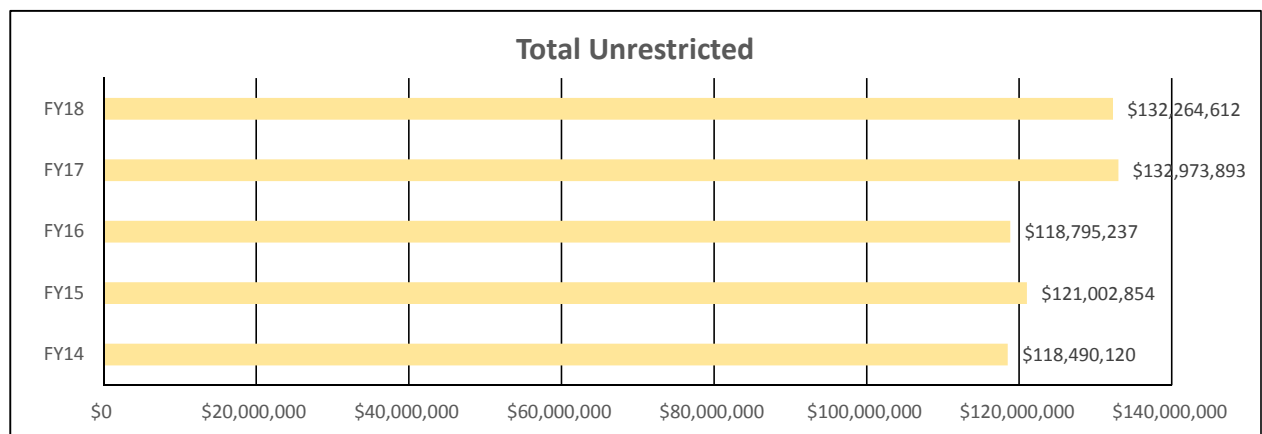 Total Unrestricted
FY18 $132,264,612
FY17 $132,973,893
FY16 $118,795,237
FY15 $121,002,854
FY14 $118,490,120
$0 $20,000,000 $40,000,000 $60,000,000 $80,000,000 $100,000,000 $120,000,000 $140,000,000